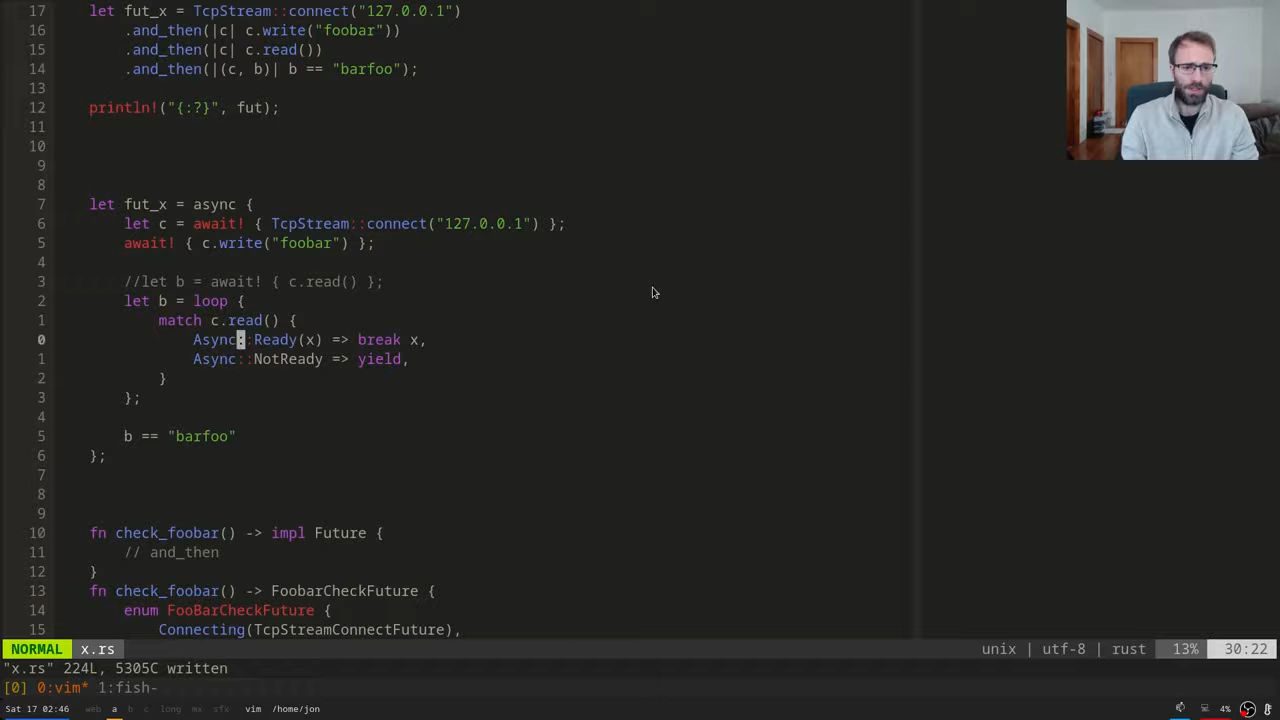 17    let fut_x = TcpStream::connect("127.0.0.1")
16        .and_then(|c| c.write("foobar"))
15        .and_then(|c| c.read())
14        .and_then(|(c, b)| b == "barfoo");
13
12    println!("{:?}", fut);
11
10
9
8
7    let fut_x = async {
6        let c = await! { TcpStream::connect("127.0.0.1") };
5        await! { c.write("foobar") };
4
3        //let b = await! { c.read() };
2        let b = loop {
1            match c.read() {
0                Async::Ready(x) => break x,
1                Async::NotReady => yield,
2            }
3        };
4
5        b == "barfoo"
6    };
7
8
9
10    fn check_foobar() -> impl Future {
11        // and_then
12    }
13    fn check_foobar() -> FoobarCheckFuture {
14        enum FooBarCheckFuture {
15            Connecting(TcpStreamConnectFuture),
NORMAL x.rs unix | utf-8 | rust 13% 30:22
"x.rs" 224L, 5305C written
[0] 0:vim* 1:fish-
Sat 17 02:46 web a b c long mx sfx vim /home/jon 4%